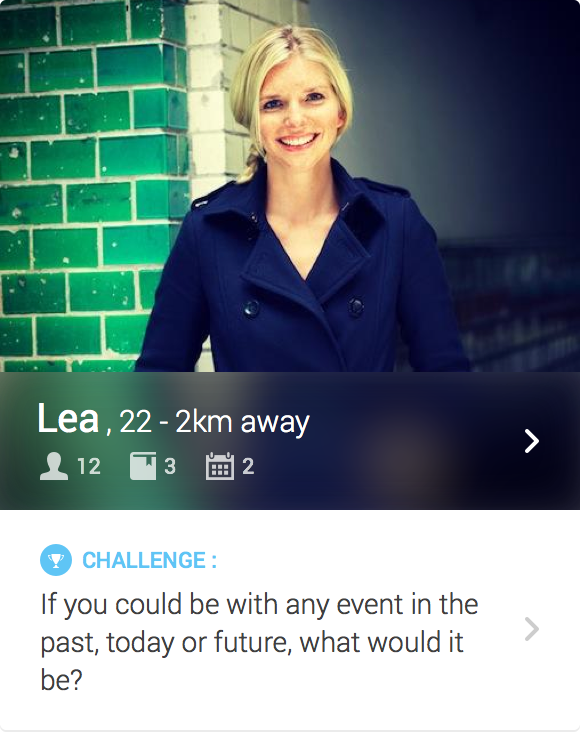 Lea , 22 - 2km away
12 3 2
CHALLENGE :
If you could be with any event in the
past, today or future, what would it
be?